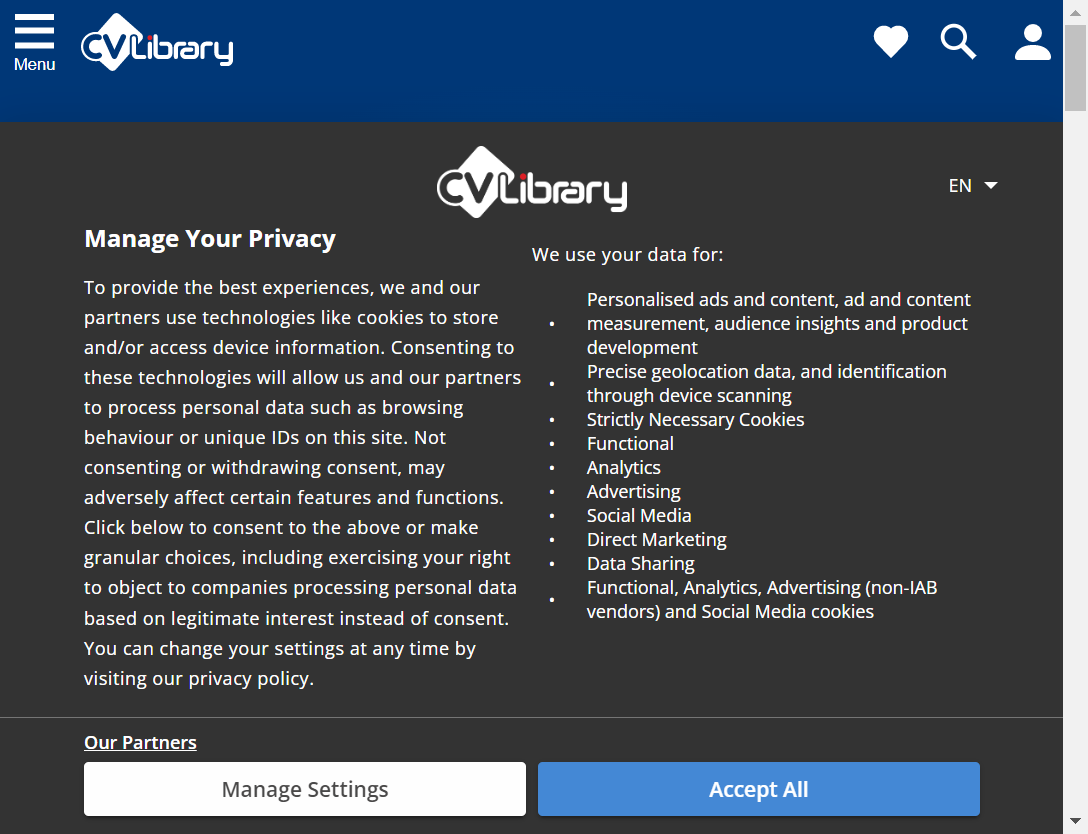 Menu
CVLibrary
CVLibrary
EN
Manage Your Privacy
To provide the best experiences, we and our
partners use technologies like cookies to store
and/or access device information. Consenting to
these technologies will allow us and our partners
to process personal data such as browsing
behaviour or unique IDs on this site. Not
consenting or withdrawing consent, may
adversely affect certain features and functions.
Click below to consent to the above or make
granular choices, including exercising your right
to object to companies processing personal data
based on legitimate interest instead of consent.
You can change your settings at any time by
visiting our privacy policy.
We use your data for:
Personalised ads and content, ad and content
measurement, audience insights and product
development
Precise geolocation data, and identification
through device scanning
Strictly Necessary Cookies
Functional
Analytics
Advertising
Social Media
Direct Marketing
Data Sharing
Functional, Analytics, Advertising (non-IAB
vendors) and Social Media cookies
Our Partners
Manage Settings
Accept All